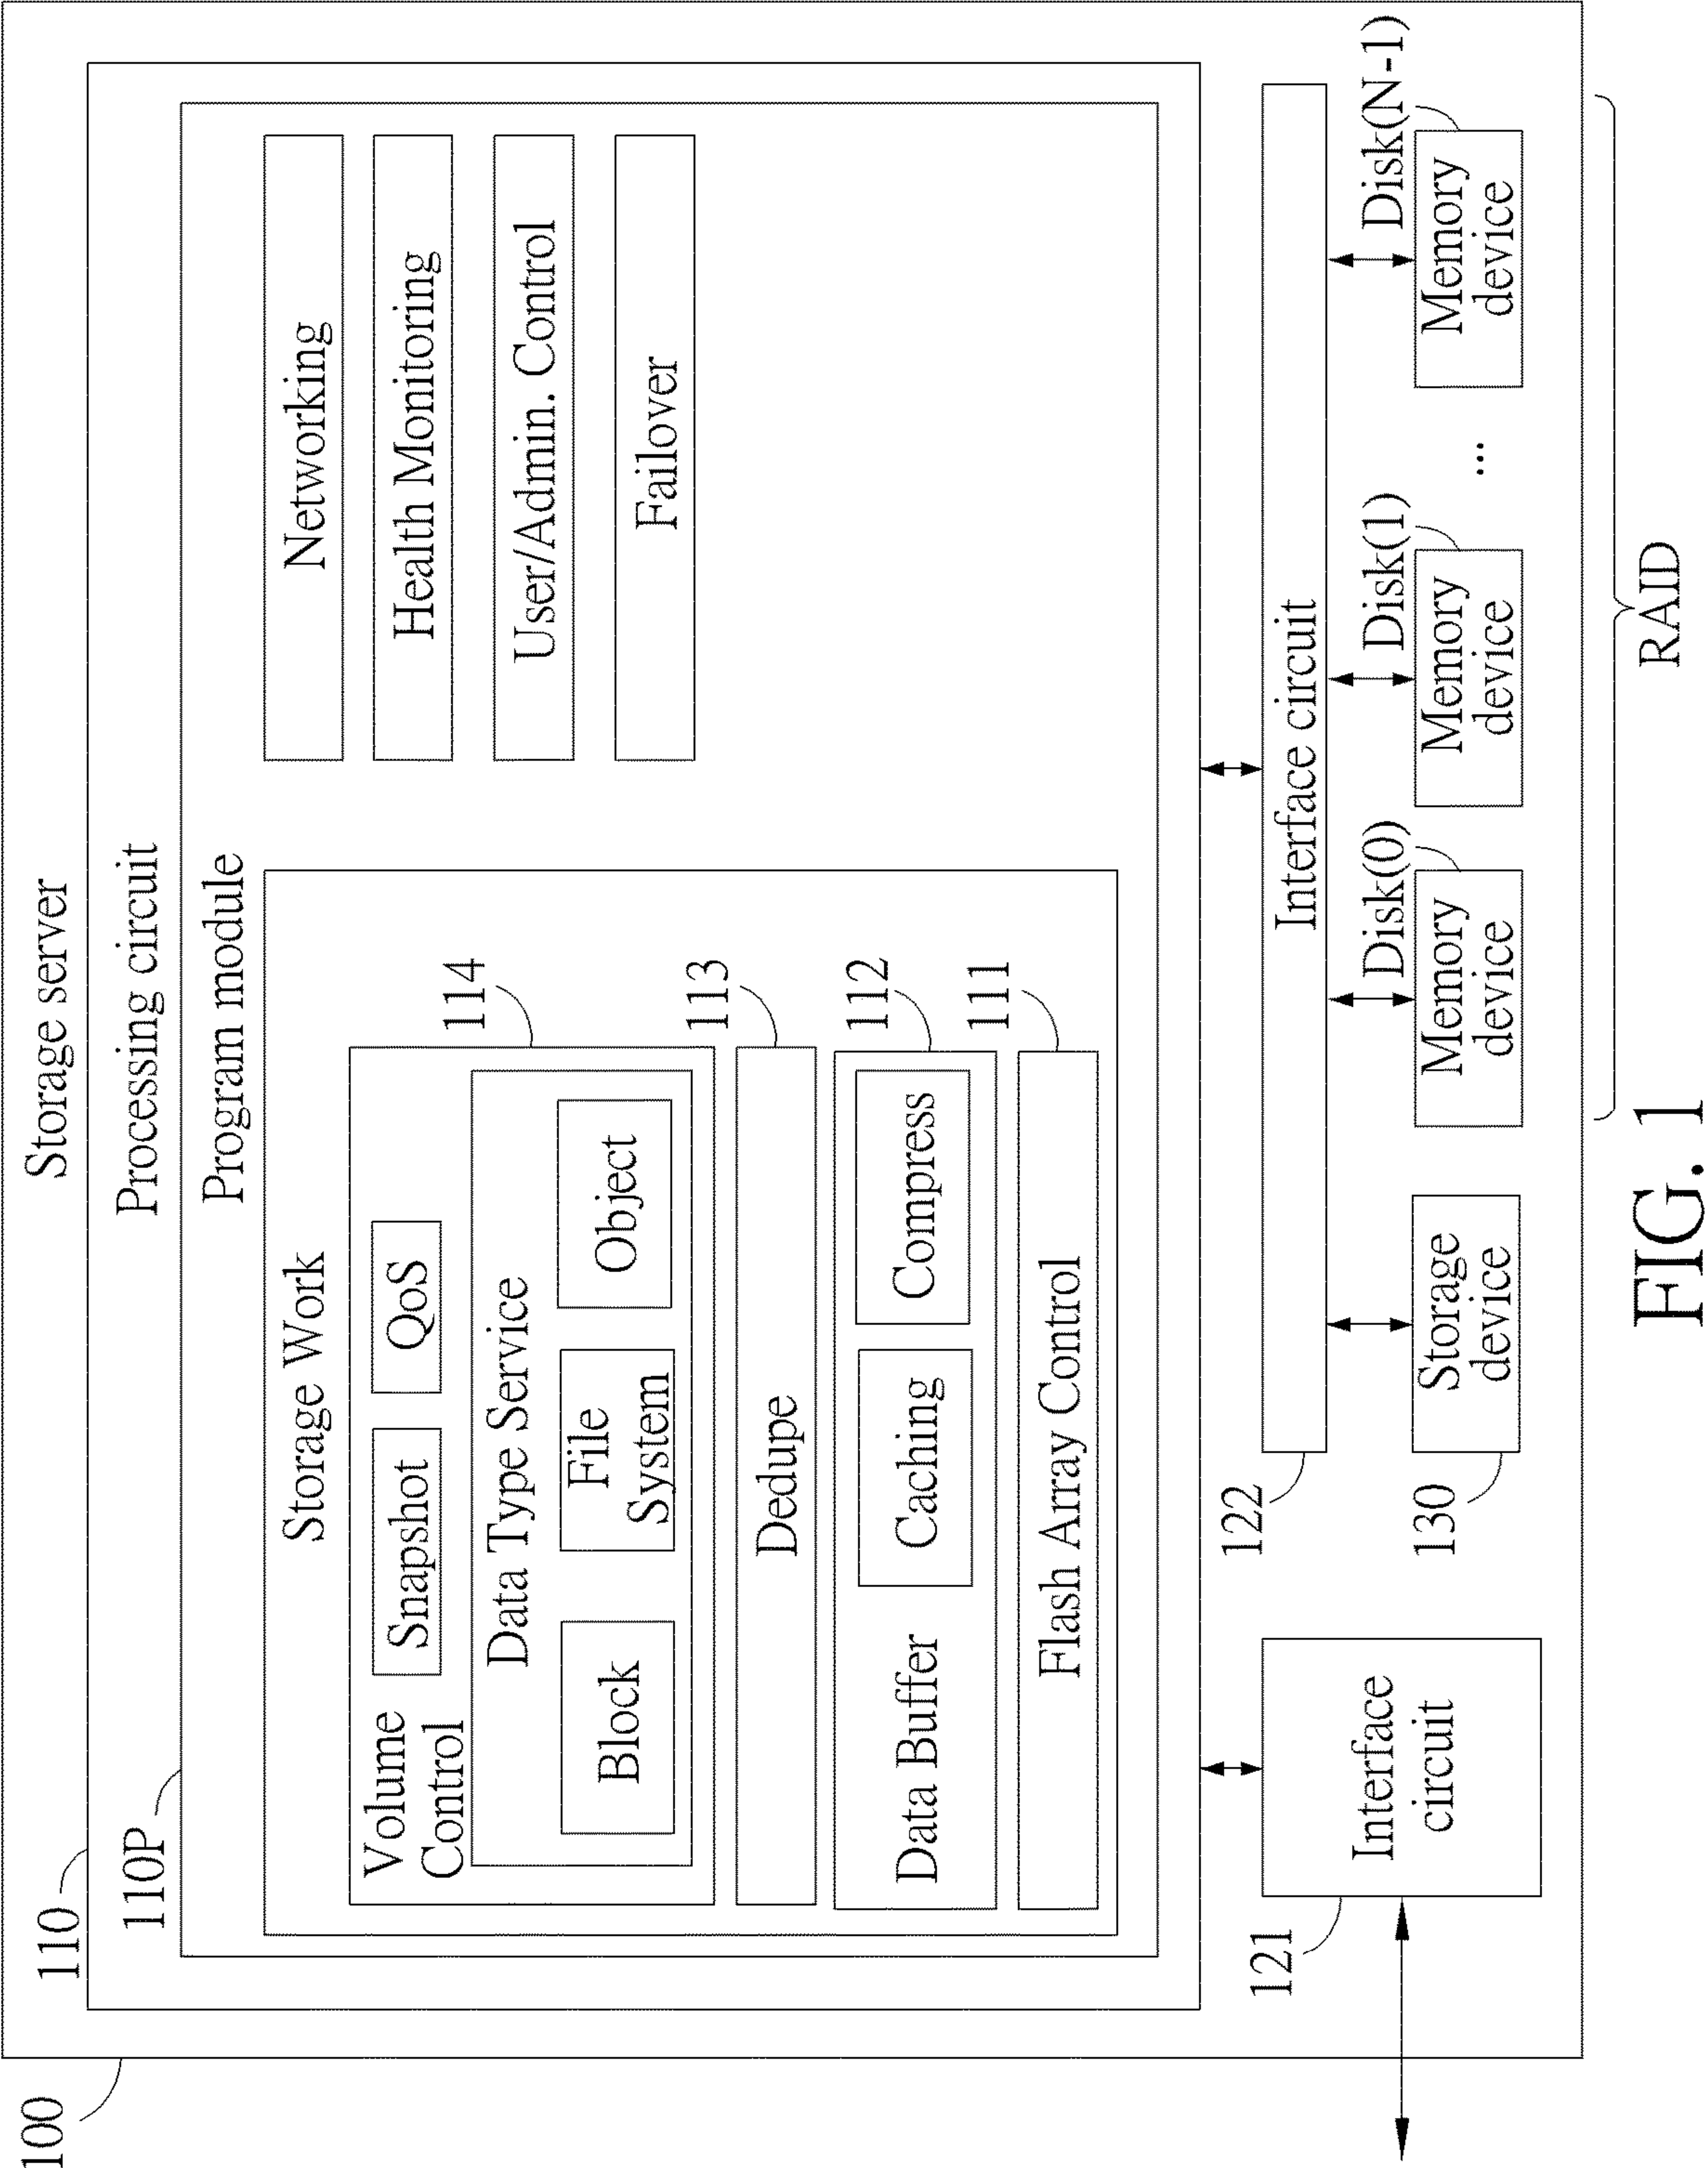 100
110
110P
Storage server
Processing circuit
Program module
Storage Work
Volume
Control
Snapshot
QoS
114
Data Type Service
Block
File
System
Object
Dedupe
113
Data Buffer
Caching
Compress
112
Flash Array Control
111
Networking
Health Monitoring
User/Admin. Control
Failover
121
Interface
circuit
122
Interface circuit
130
Storage
device
Disk(0)
Memory
device
Disk(1)
Memory
device
...
Disk(N-1)
Memory
device
RAID
FIG. 1